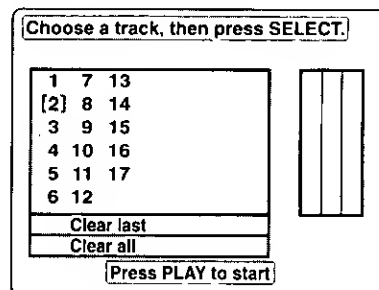 Choose a track, then press SELECT.
1 7 13
[2] 8 14
3 9 15
4 10 16
5 11 17
6 12
Clear last
Clear all
Press PLAY to start